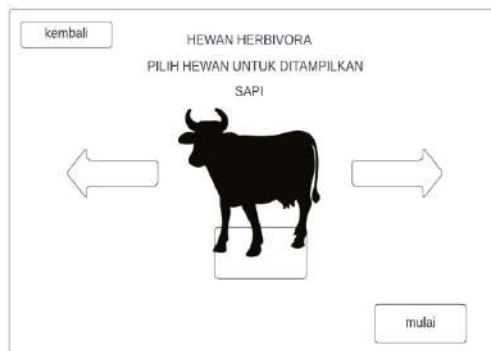 kembali
HEWAN HERBIVORA
PILIH HEWAN UNTUK DITAMPILKAN
SAPI
mulai